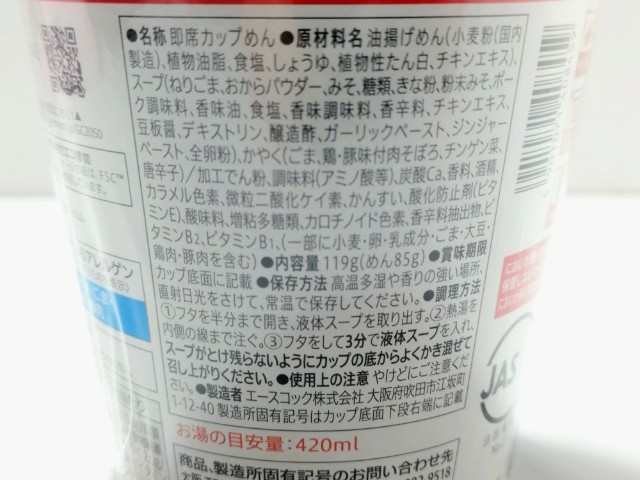 ●名称 即席カップめん ●原材料名 油揚げめん(小麦粉(国内
製造)、植物油脂、食塩、しょうゆ、植物性たん白、チキンエキス)、
スープ(ねりごま、おからパウダー、みそ、糖類、きな粉、粉末みそ、ポー
ク調味料、香味油、食塩、香味調味料、香辛料、チキンエキス、
豆板醤、デキストリン、醸造酢、ガーリックペースト、ジンジャー
ペースト、全卵粉)、かやく(ごま、鶏・豚味付肉そぼろ、チンゲン菜、
唐辛子)/加工でん粉、調味料(アミノ酸等)、炭酸Ca、香料、酒精、
カラメル色素、微粒二酸化ケイ素、かんすい、酸化防止剤(ビタ
ミンE)、酸味料、増粘多糖類、カロチノイド色素、香辛料抽出物、ビ
タミンB2、ビタミンB1、(一部に小麦・卵・乳成分・ごま・大豆・
鶏肉・豚肉を含む) ●内容量 119g(めん85g) ●賞味期限
カップ底面に記載 ●保存方法 高温多湿や香りの強い場所、
直射日光をさけて、常温で保存してください。●調理方法
①フタを半分まで開き、液体スープを取り出す。②熱湯を
内側の線まで注ぐ。③フタをして3分で液体スープを入れ、
スープがとけ残らないようにカップの底からよくかき混ぜて
召し上がりください。●使用上の注意 やけどにご注意くだ
さい。●製造者 エースコック株式会社 大阪府吹田市江坂町
1-12-40 製造所固有記号はカップ底面下段右端に記載
お湯の目安量:420ml
商品、製造所固有記号のお問い合わせ先
アレルゲン
JAS